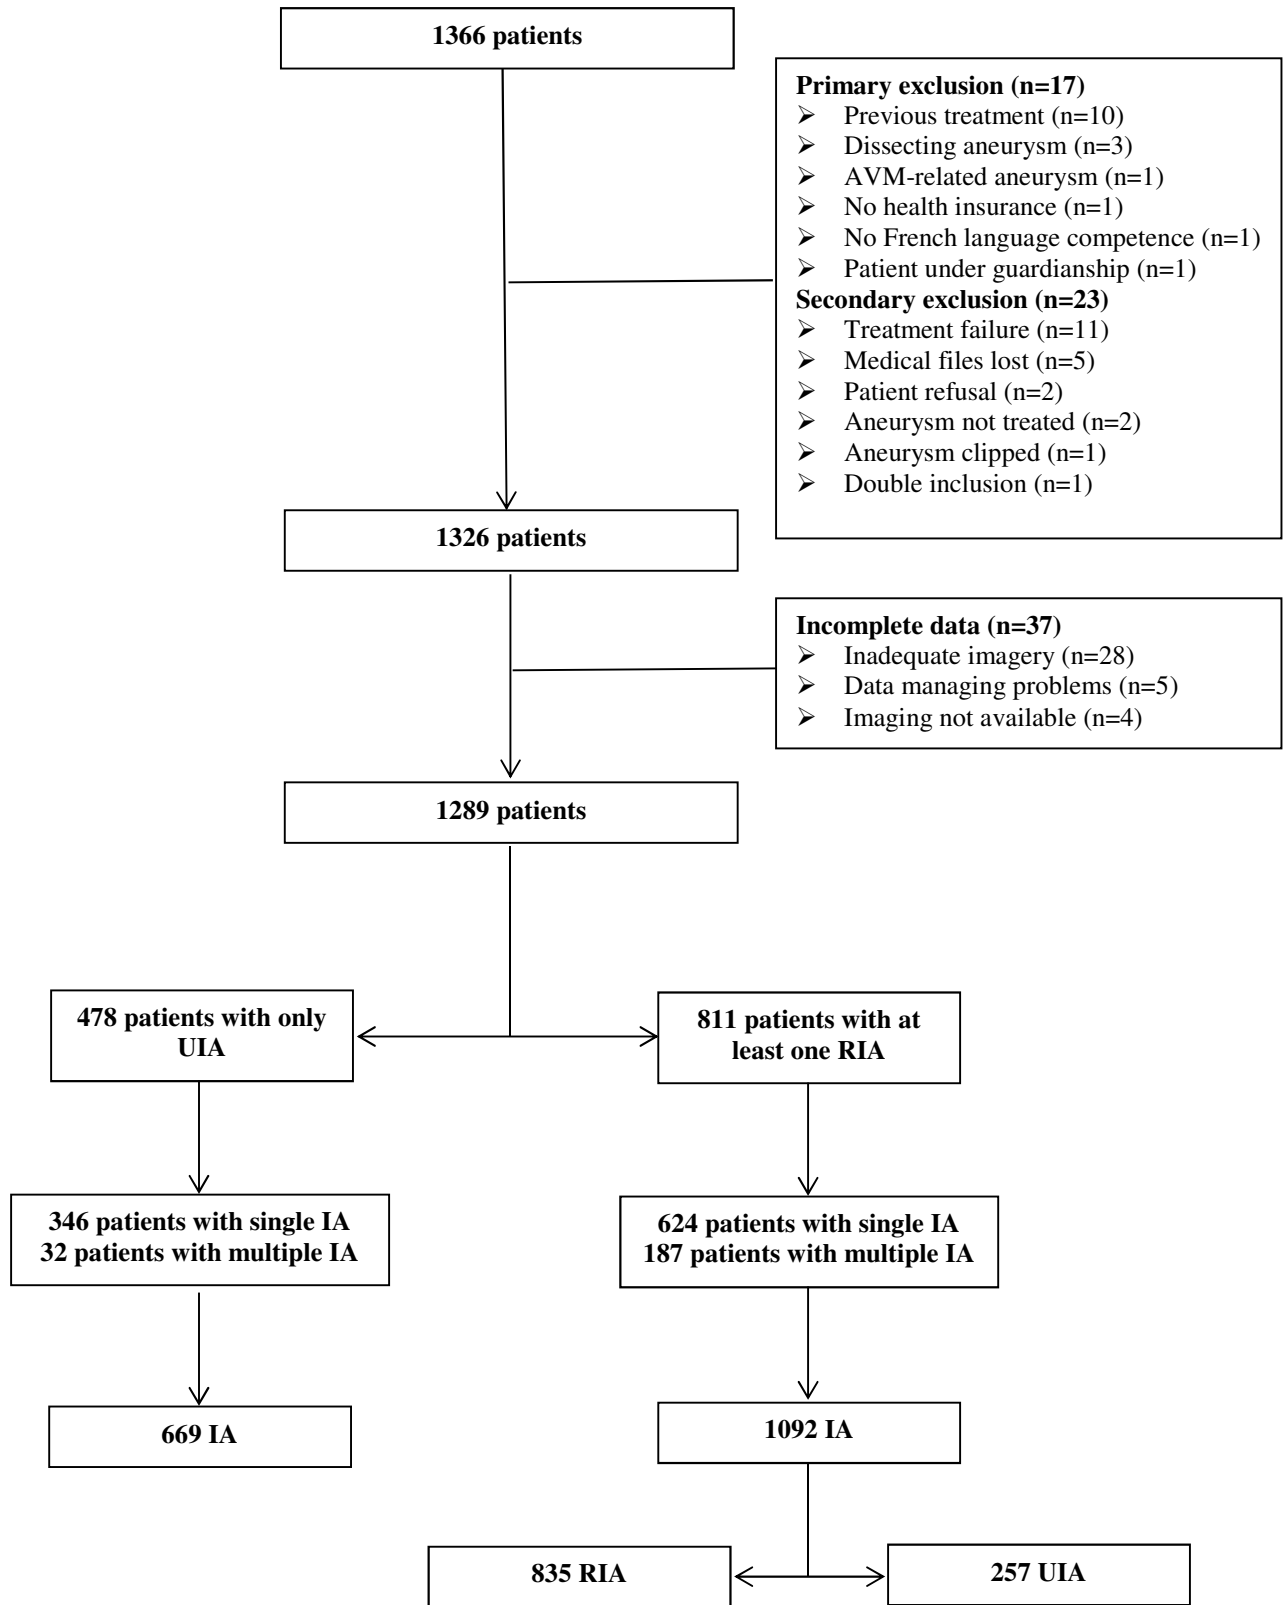 1366 patients
Primary exclusion (n=17)
➢ Previous treatment (n=10)
➢ Dissecting aneurysm (n=3)
➢ AVM-related aneurysm (n=1)
➢ No health insurance (n=1)
➢ No French language competence (n=1)
➢ Patient under guardianship (n=1)
Secondary exclusion (n=23)
➢ Treatment failure (n=11)
➢ Medical files lost (n=5)
➢ Patient refusal (n=2)
➢ Aneurysm not treated (n=2)
➢ Aneurysm clipped (n=1)
➢ Double inclusion (n=1)
1326 patients
Incomplete data (n=37)
➢ Inadequate imagery (n=28)
➢ Data managing problems (n=5)
➢ Imaging not available (n=4)
1289 patients
478 patients with only
UIA
811 patients with at
least one RIA
346 patients with single IA
32 patients with multiple IA
624 patients with single IA
187 patients with multiple IA
669 IA
1092 IA
835 RIA
257 UIA